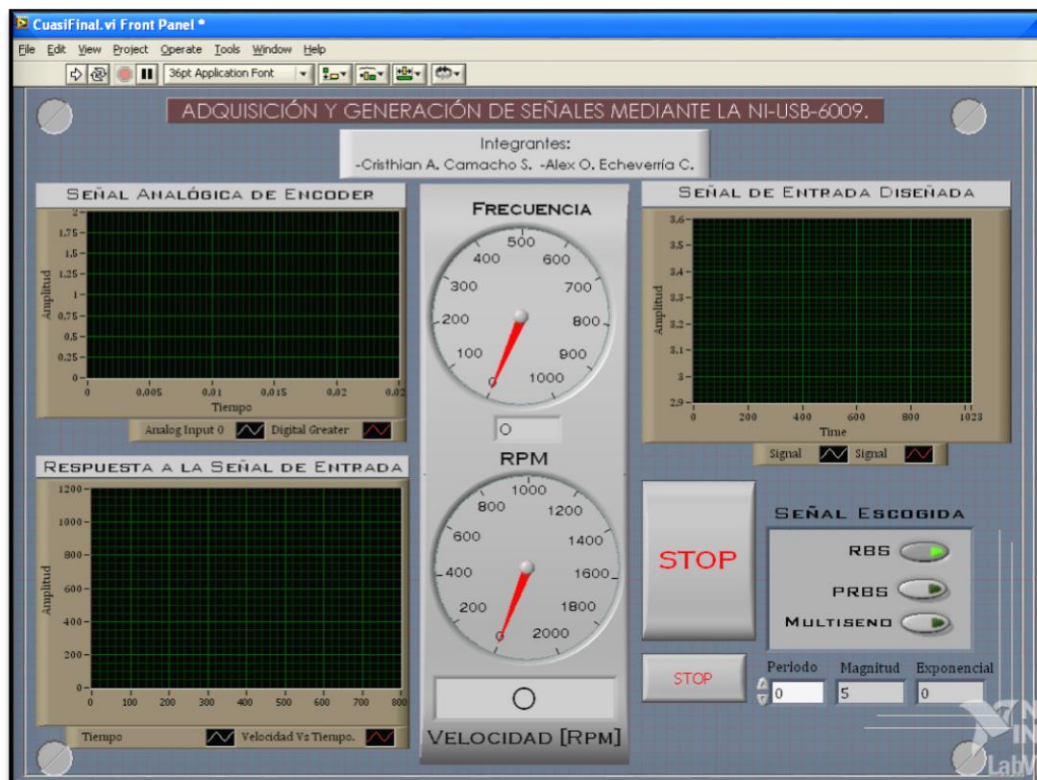 CuasiFinal.vi Front Panel *
File Edit View Project Operate Tools Window Help
36pt Application Font
ADQUISICIÓN Y GENERACIÓN DE SEÑALES MEDIANTE LA NI-USB-6009.
Integrantes:
-Cristhian A. Camacho S. -Alex O. Echeverría C.
SEÑAL ANALÓGICA DE ENCODER
Amplitud
2
1.75
1.5
1.25
1
0.75
0.5
0.25
0
0 0,005 0,01 0,015 0,02 0,02
Tiempo
Analog Input 0 Digital Greater
RESPUESTA A LA SEÑAL DE ENTRADA
Amplitud
1200
1000
800
600
400
200
0
0 100 200 300 400 500 600 700 800
Tiempo Velocidad Vs Tiempo.
FRECUENCIA
0 100 200 300 400 500 600 700 800 900 1000
0
RPM
0 200 400 600 800 1000 1200 1400 1600 1800 2000
0
VELOCIDAD [RPM]
SEÑAL DE ENTRADA DISEÑADA
Amplitud
3.6
3.5
3.4
3.3
3.2
3.1
3
2.9
0 200 400 600 800 1023
Time
Signal Signal
STOP
STOP
SEÑAL ESCOGIDA
RBS
PRBS
MULTISENO
Periodo Magnitud Exponencial
0 5 0
N
IN
LabV